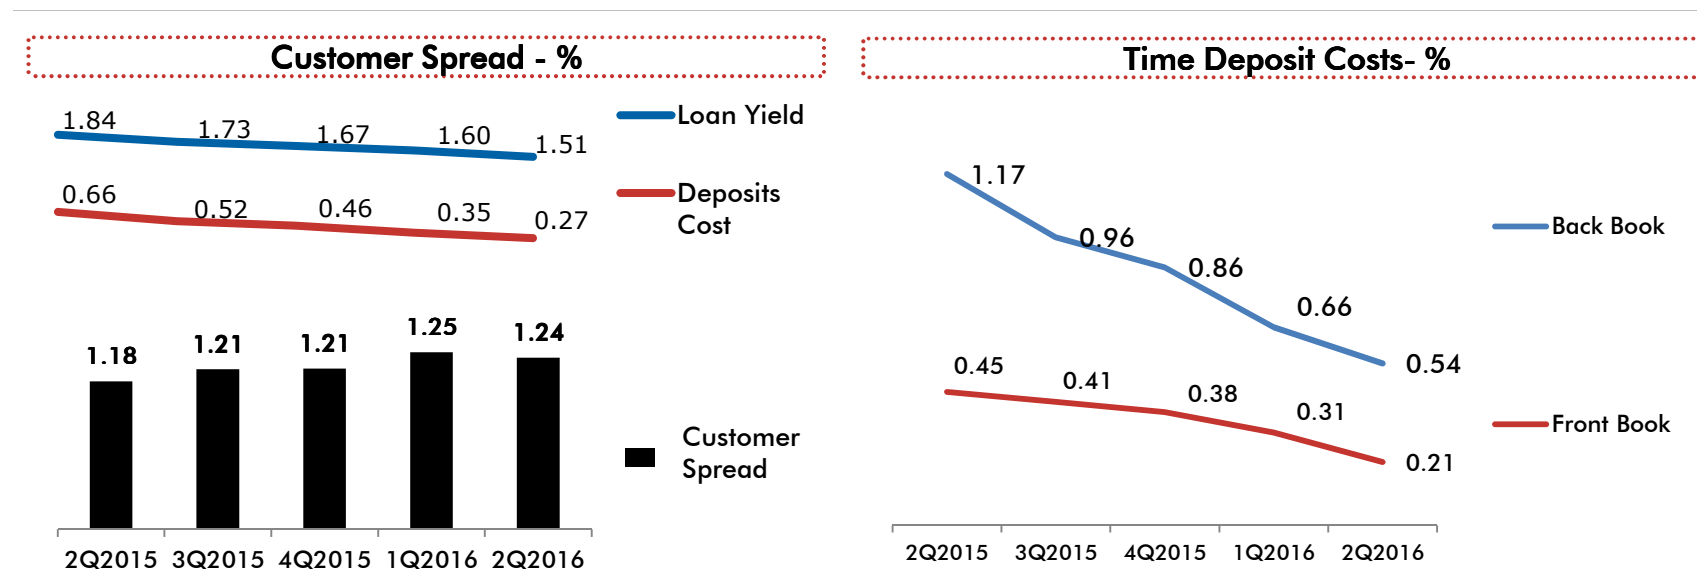 Customer Spread - %
1.84
1.73
1.67
1.60
1.51
Loan Yield
0.66
0.52
0.46
0.35
0.27
Deposits
Cost
1.18
1.21
1.21
1.25
1.24
Customer
Spread
2Q2015 3Q2015 4Q2015 1Q2016 2Q2016
Time Deposit Costs- %
1.17
0.96
0.86
0.66
0.54
Back Book
0.45
0.41
0.38
0.31
0.21
Front Book
2Q2015 3Q2015 4Q2015 1Q2016 2Q2016